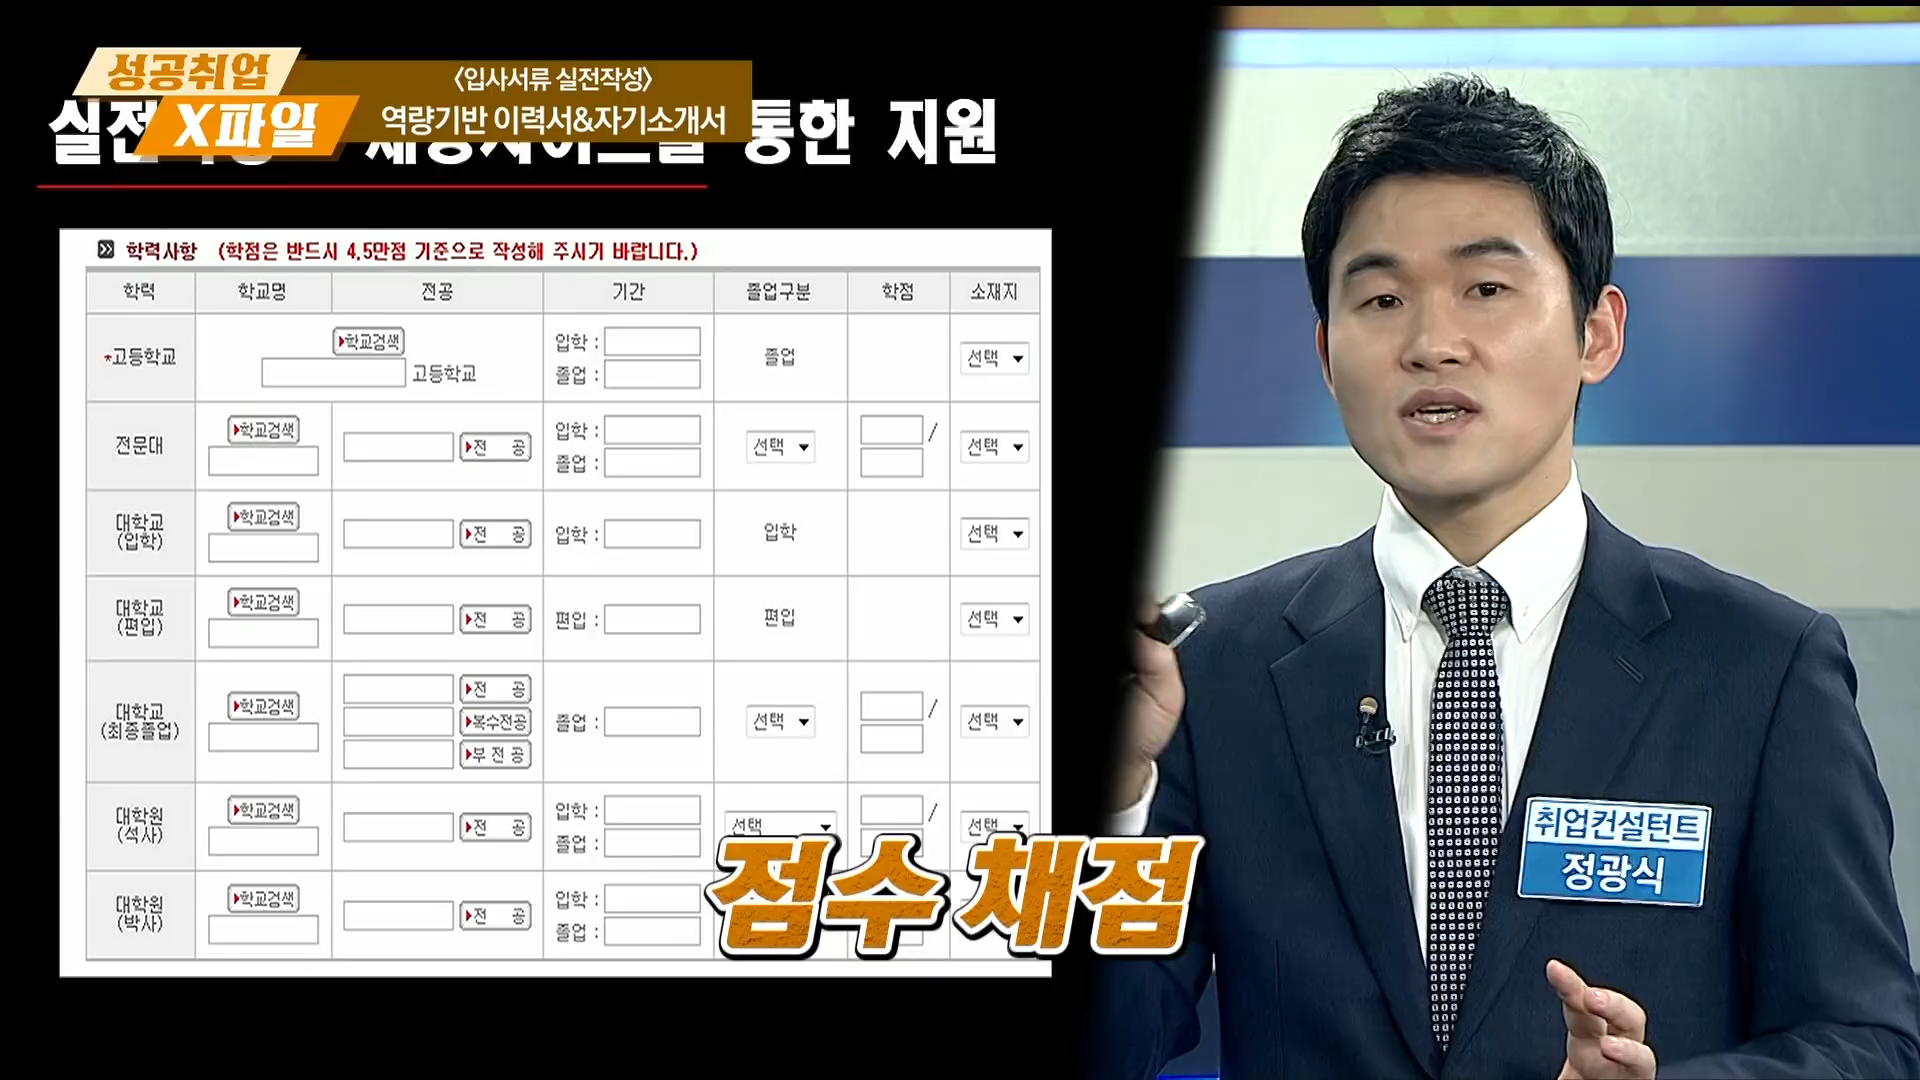 성공취업
X파일
〈입사서류 실전작성〉
역량기반 이력서&자기소개서
통한 지원
학력사항 (학점은 반드시 4.5만점 기준으로 작성해 주시기 바랍니다.)
학력 학교명 전공 기간 졸업구분 학점 소재지
*고등학교 학교검색 고등학교 입학 : 졸업 : 졸업 선택
전문대 학교검색 전 공 입학 : 졸업 : 선택 / 선택
대학교 (입학) 학교검색 전 공 입학 : 입학 선택
대학교 (편입) 학교검색 전 공 편입 : 편입 선택
대학교 (최종졸업) 학교검색 전 공 복수전공 부 전 공 졸업 : 선택 / 선택
대학원 (석사) 학교검색 전 공 입학 : 졸업 : 선택 / 선택
대학원 (박사) 학교검색 전 공 입학 : 졸업 :
점수 채점
취업컨설턴트
정광식